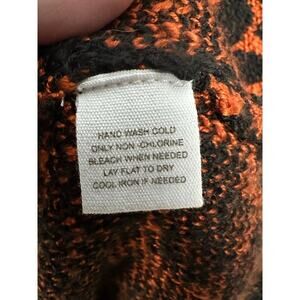 HAND WASH COLD
ONLY NON -CHLORINE
BLEACH WHEN NEEDED
LAY FLAT TO DRY
COOL IRON IF NEEDED